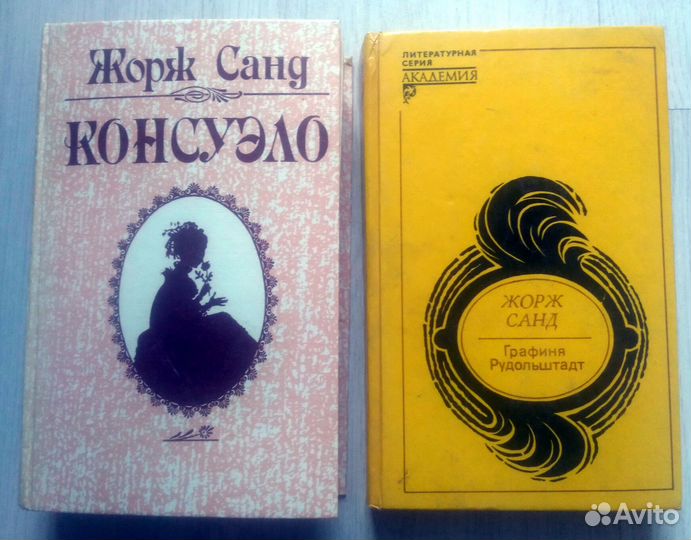 Жорж Санд
КОНСУЭЛО
ЛИТЕРАТУРНАЯ
СЕРИЯ
АКАДЕМИЯ
ЖОРЖ
САНД
Графиня
Рудольштадт
Avito